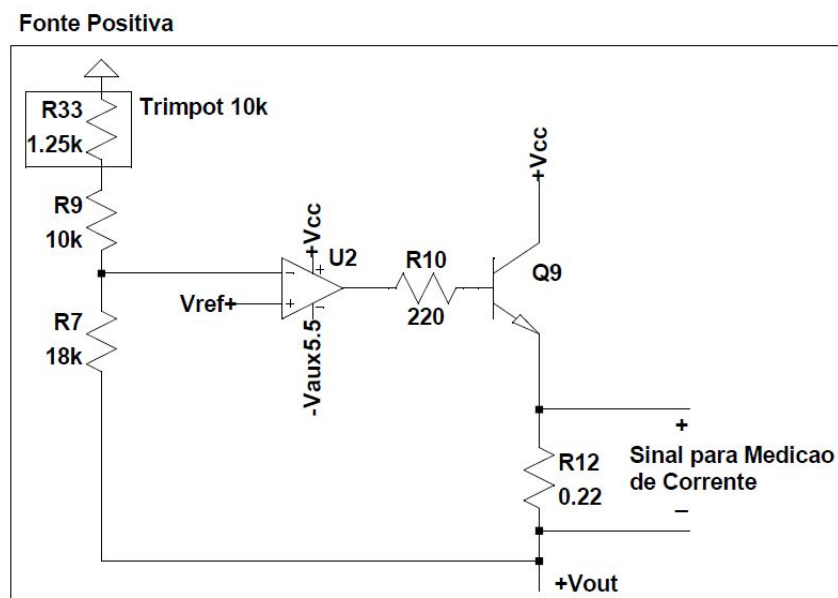 Fonte Positiva
R33
1.25k
Trimpot 10k
R9
10k
R7
18k
Vref+
+Vcc
U2
-
+
+
-
-Vaux5.5
R10
220
+Vcc
Q9
R12
0.22
+
Sinal para Medicao
de Corrente
–
+Vout